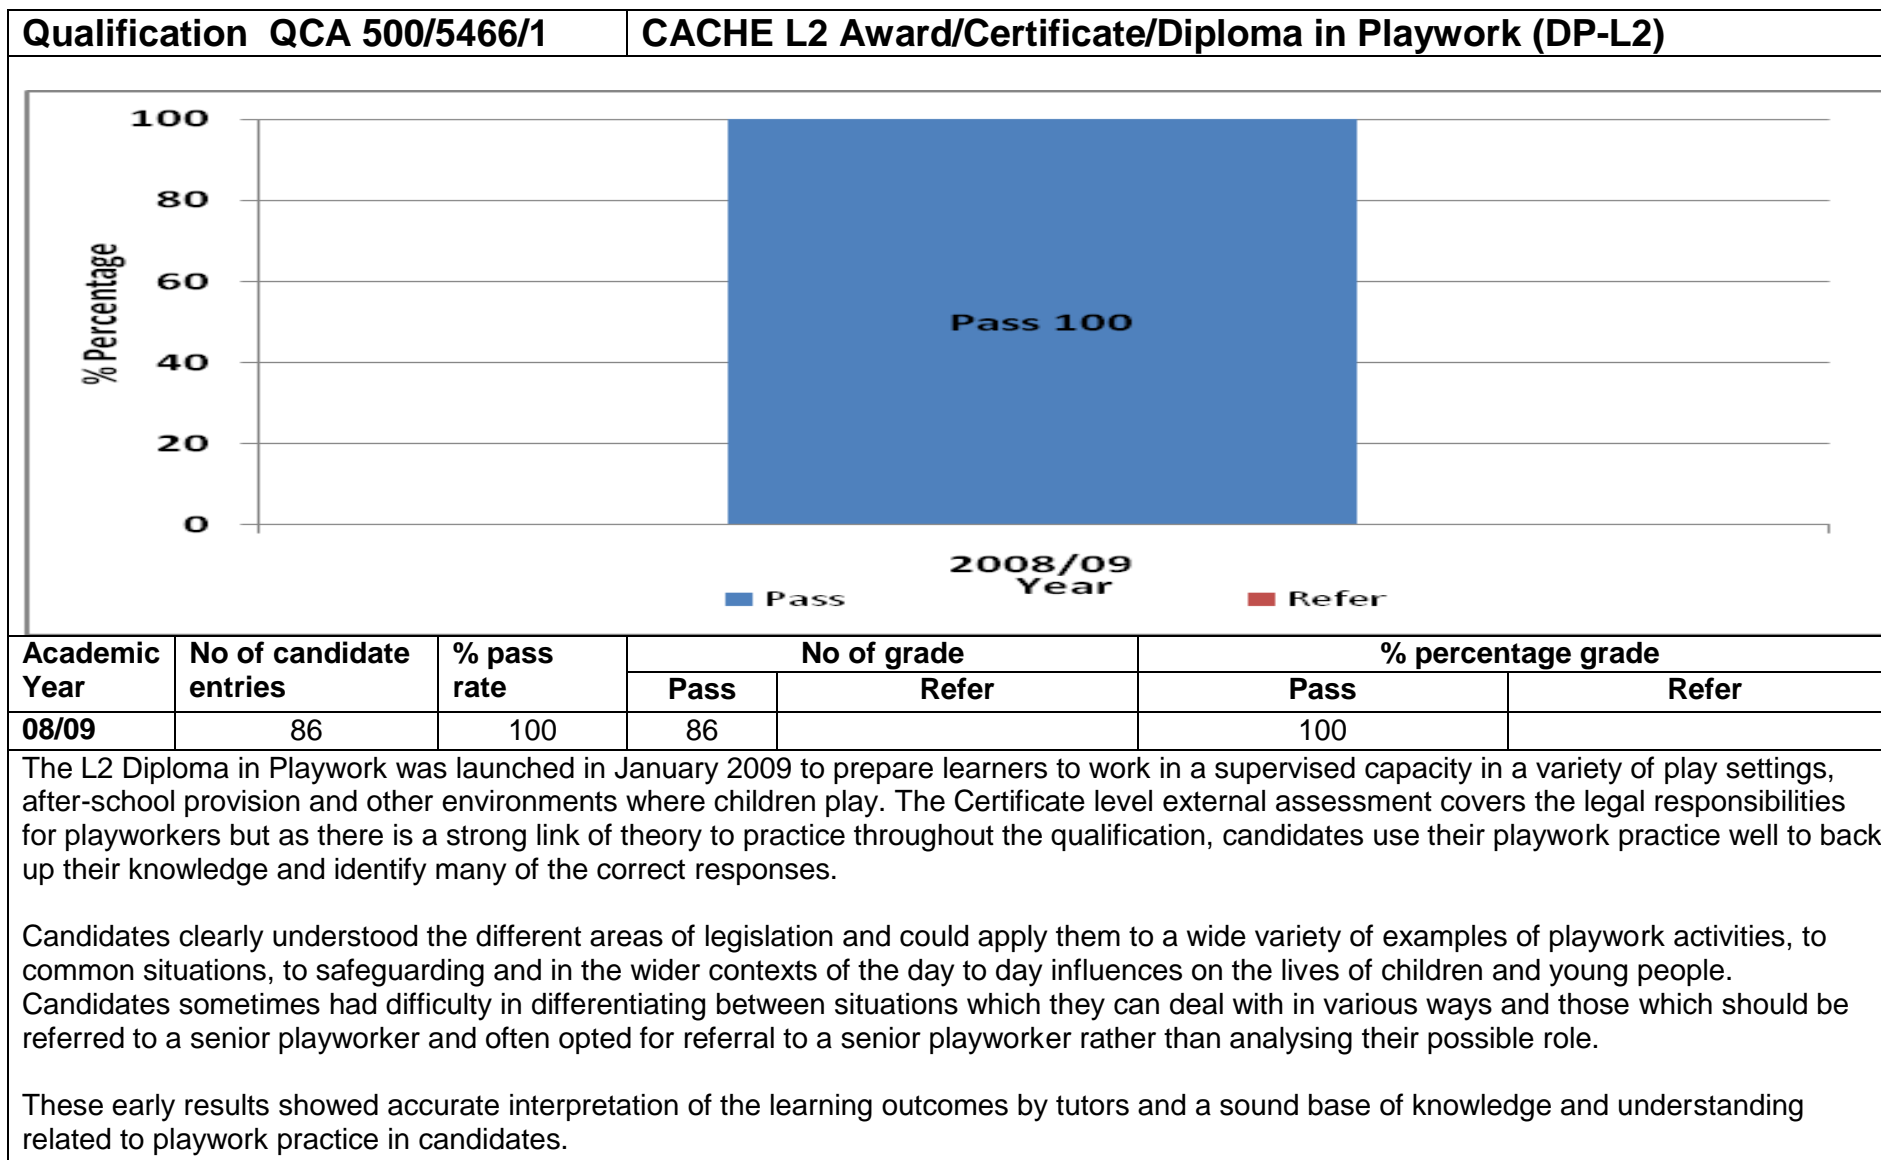 Qualification QCA 500/5466/1 CACHE L2 Award/Certificate/Diploma in Playwork (DP-L2)
100
80
60
40
20
0
% Percentage
Pass 100
2008/09
Year
Pass Refer
Academic Year No of candidate entries % pass rate No of grade % percentage grade
Pass Refer Pass Refer
08/09 86 100 86 100
The L2 Diploma in Playwork was launched in January 2009 to prepare learners to work in a supervised capacity in a variety of play settings,
after-school provision and other environments where children play. The Certificate level external assessment covers the legal responsibilities
for playworkers but as there is a strong link of theory to practice throughout the qualification, candidates use their playwork practice well to back
up their knowledge and identify many of the correct responses.
Candidates clearly understood the different areas of legislation and could apply them to a wide variety of examples of playwork activities, to
common situations, to safeguarding and in the wider contexts of the day to day influences on the lives of children and young people.
Candidates sometimes had difficulty in differentiating between situations which they can deal with in various ways and those which should be
referred to a senior playworker and often opted for referral to a senior playworker rather than analysing their possible role.
These early results showed accurate interpretation of the learning outcomes by tutors and a sound base of knowledge and understanding
related to playwork practice in candidates.